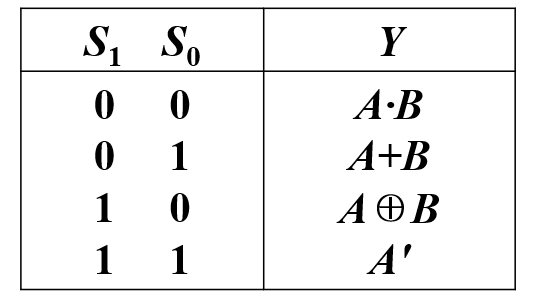 S₁ S₀ Y
0 0 A·B
0 1 A+B
1 0 A⊕B
1 1 A′